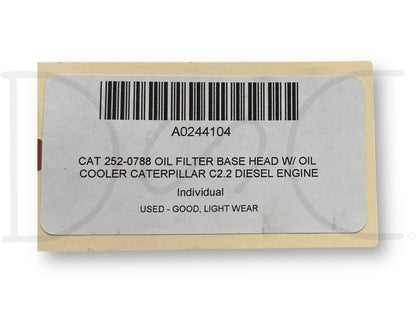 A0244104
CAT 252-0788 OIL FILTER BASE HEAD W/ OIL
COOLER CATERPILLAR C2.2 DIESEL ENGINE
Individual
USED - GOOD, LIGHT WEAR